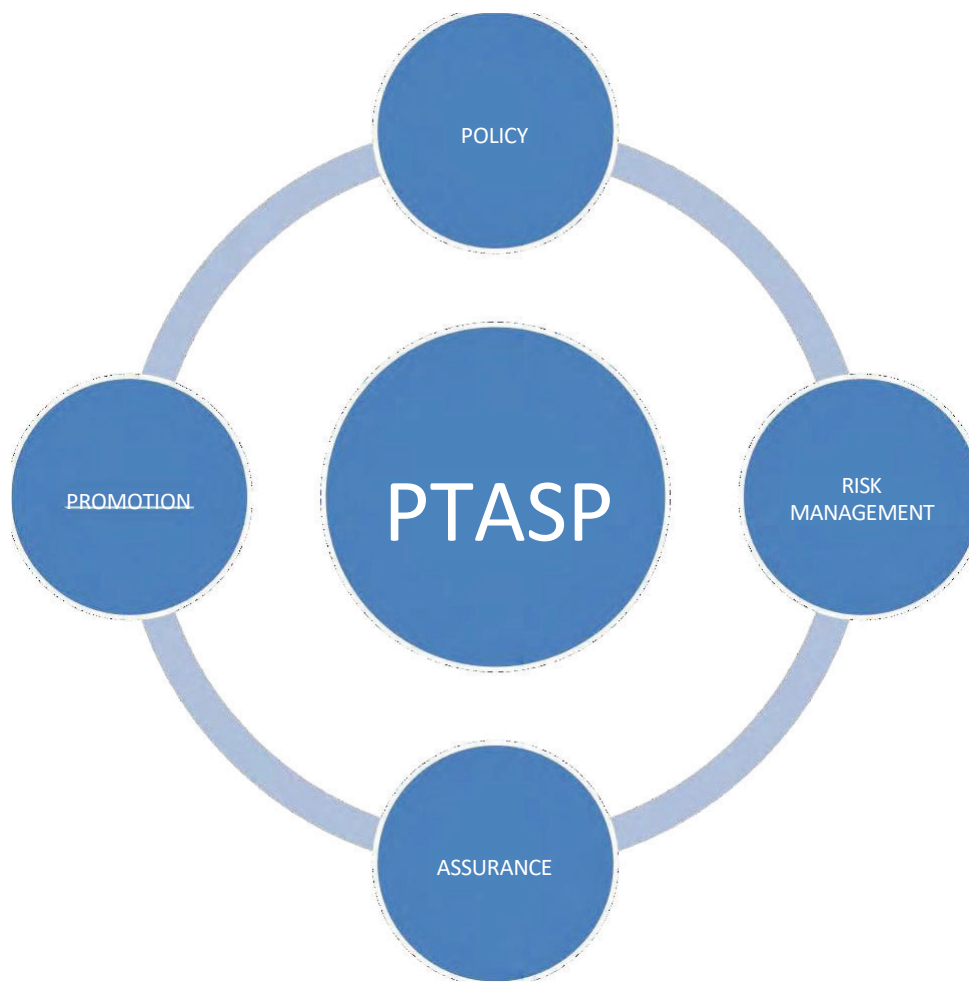 POLICY
PROMOTION
PTASP
RISK
MANAGEMENT
ASSURANCE